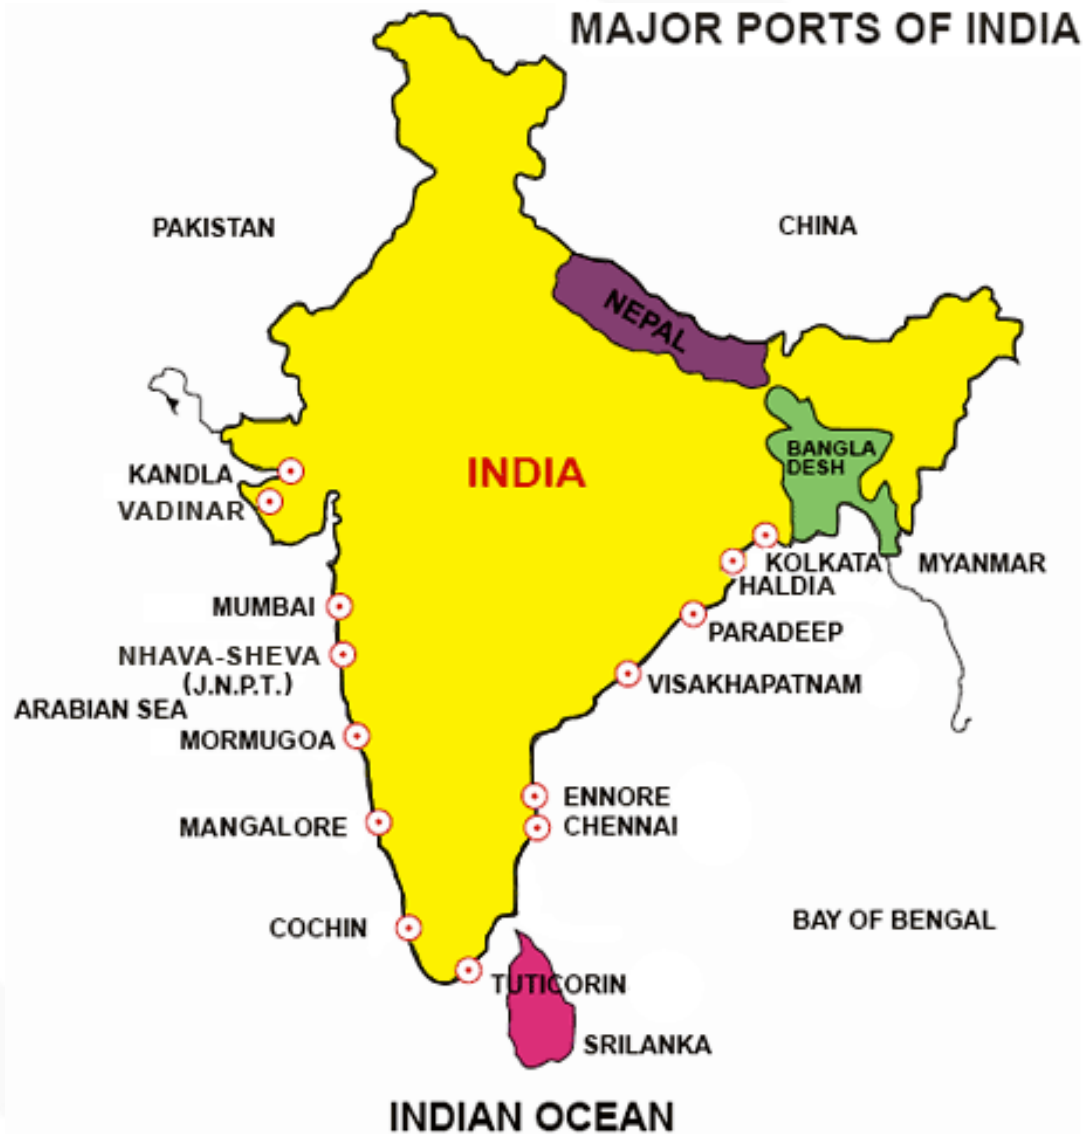 MAJOR PORTS OF INDIA
PAKISTAN
CHINA
NEPAL
BANGLA
DESH
INDIA
KANDLA
VADINAR
KOLKATA
MYANMAR
HALDIA
MUMBAI
PARADEEP
NHAVA-SHEVA
(J.N.P.T.)
VISAKHAPATNAM
ARABIAN SEA
MORMUGOA
ENNORE
MANGALORE
CHENNAI
COCHIN
BAY OF BENGAL
TUTICORIN
SRILANKA
INDIAN OCEAN